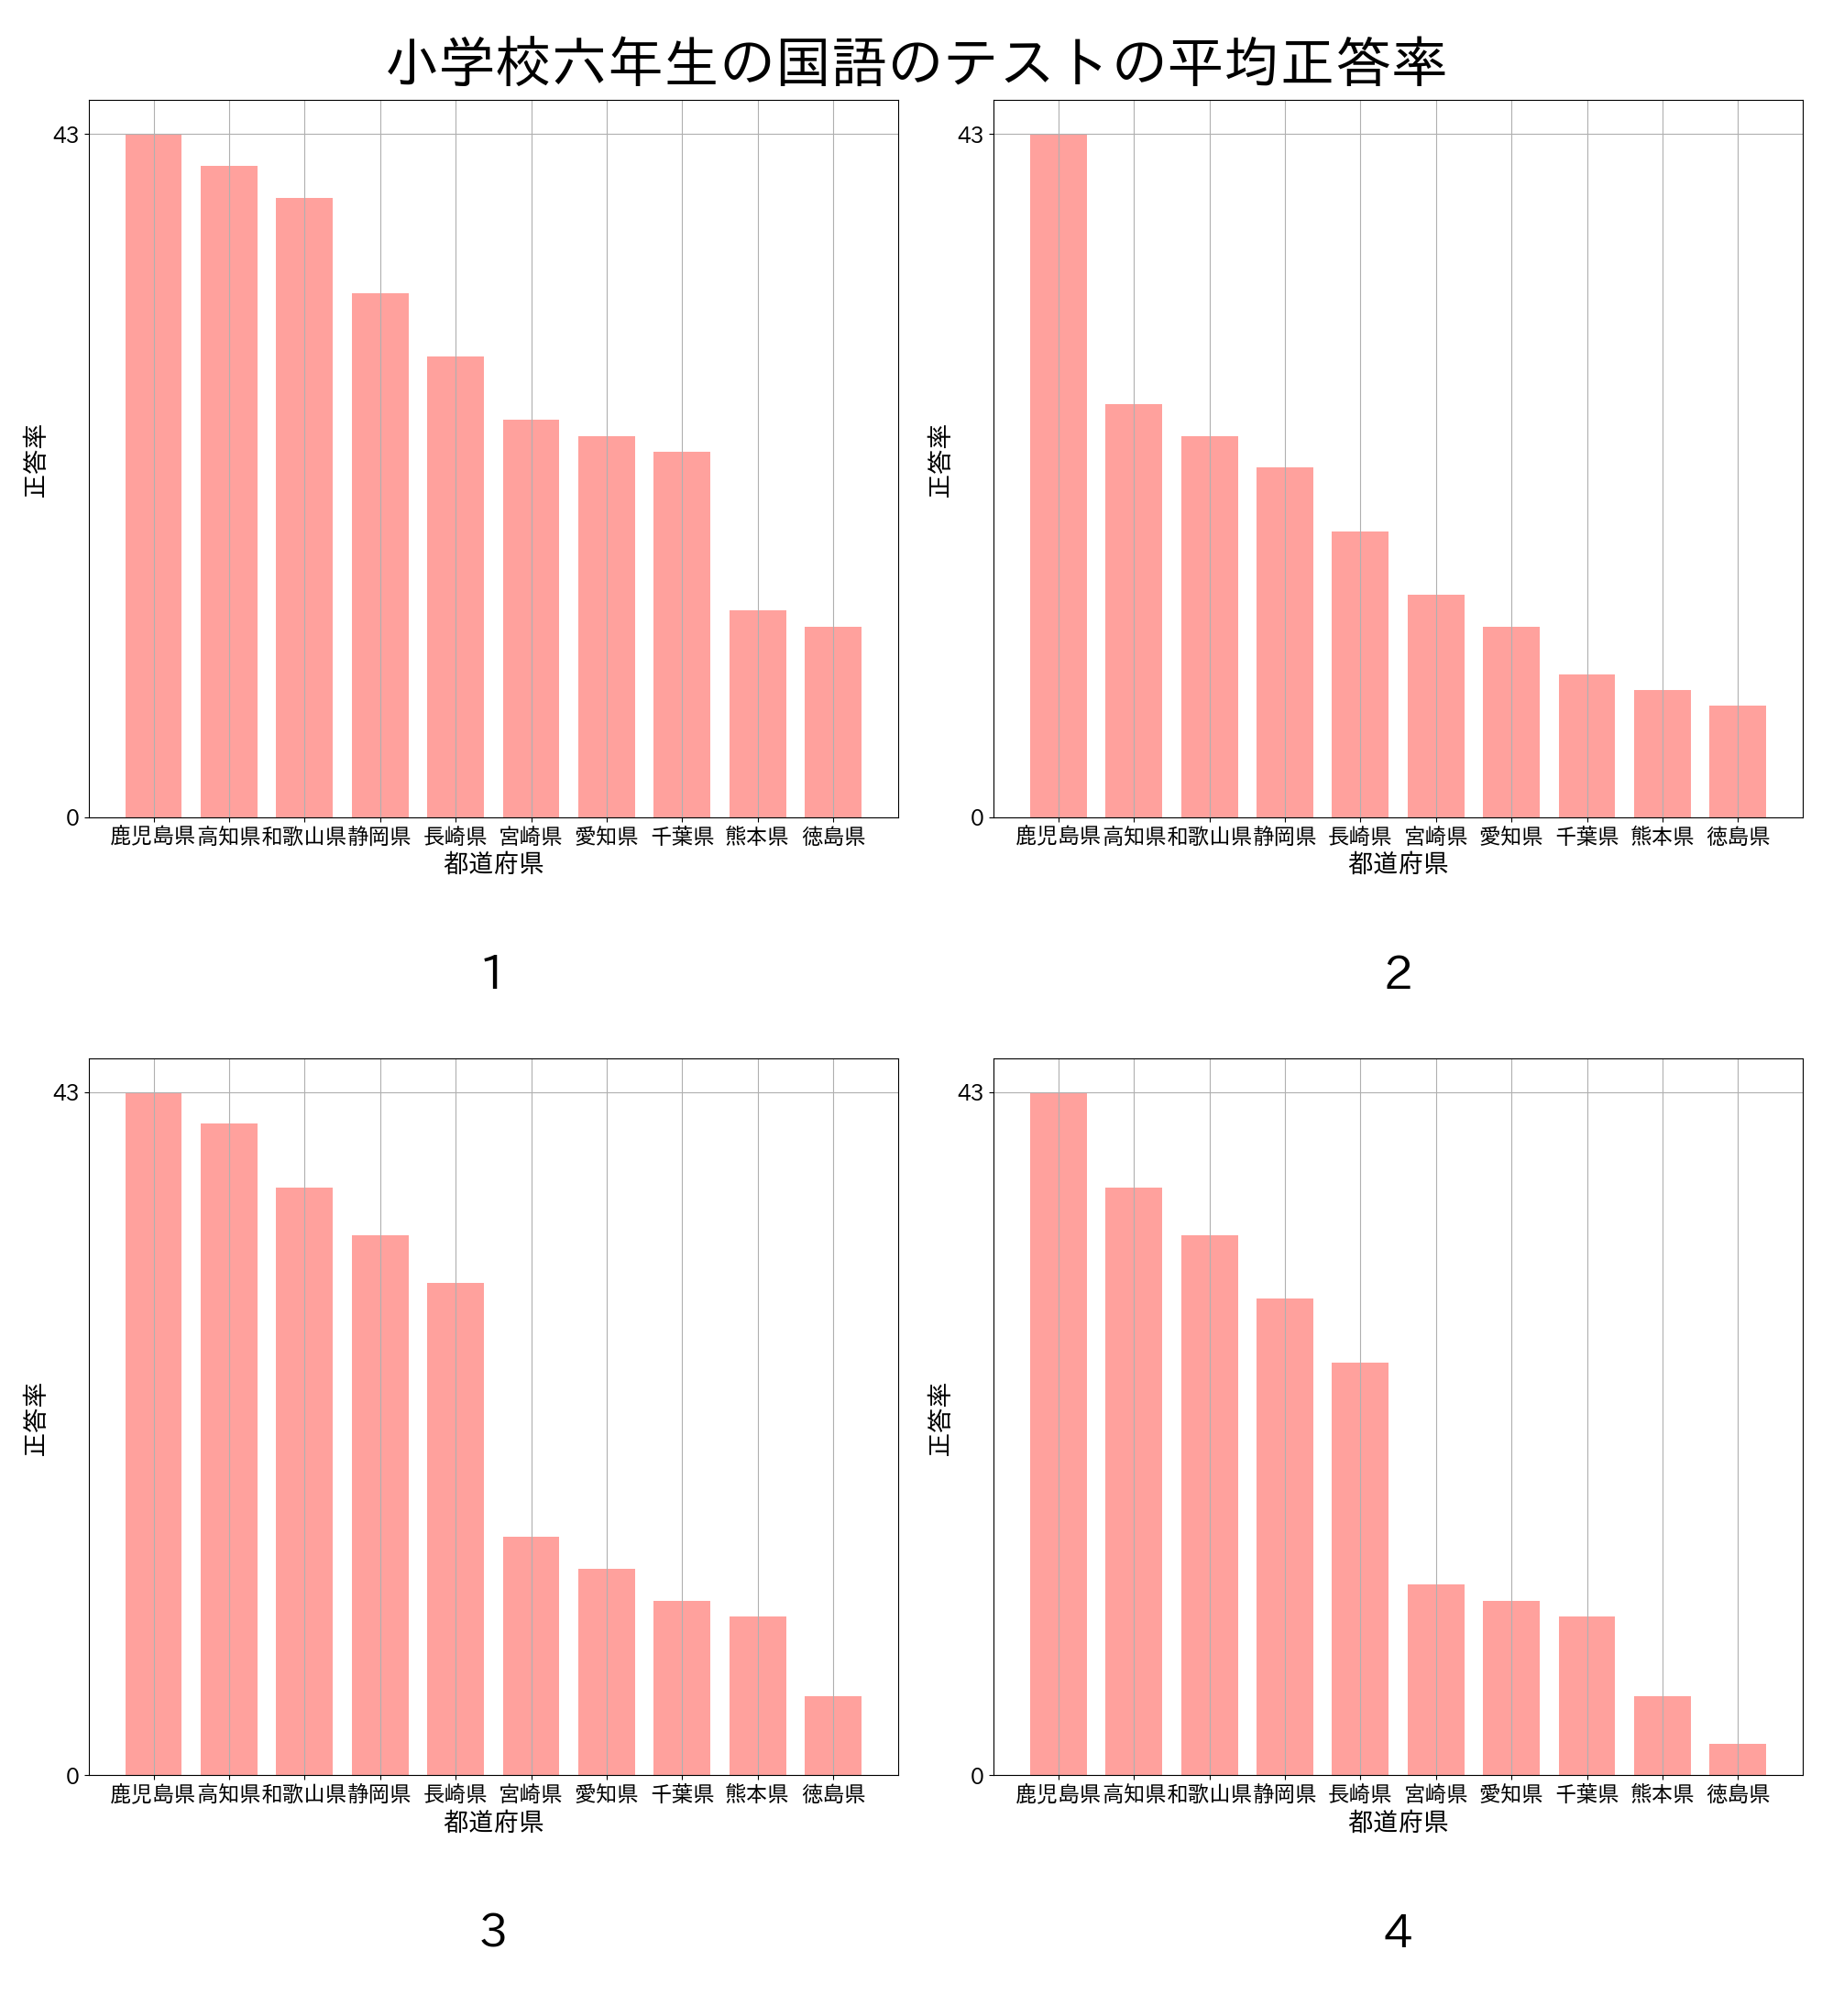 小学校六年生の国語のテストの平均正答率
43
0
正答率
鹿児島県 高知県 和歌山県 静岡県 長崎県 宮崎県 愛知県 千葉県 熊本県 徳島県
都道府県
1
43
0
正答率
鹿児島県 高知県 和歌山県 静岡県 長崎県 宮崎県 愛知県 千葉県 熊本県 徳島県
都道府県
2
43
0
正答率
鹿児島県 高知県 和歌山県 静岡県 長崎県 宮崎県 愛知県 千葉県 熊本県 徳島県
都道府県
3
43
0
正答率
鹿児島県 高知県 和歌山県 静岡県 長崎県 宮崎県 愛知県 千葉県 熊本県 徳島県
都道府県
4